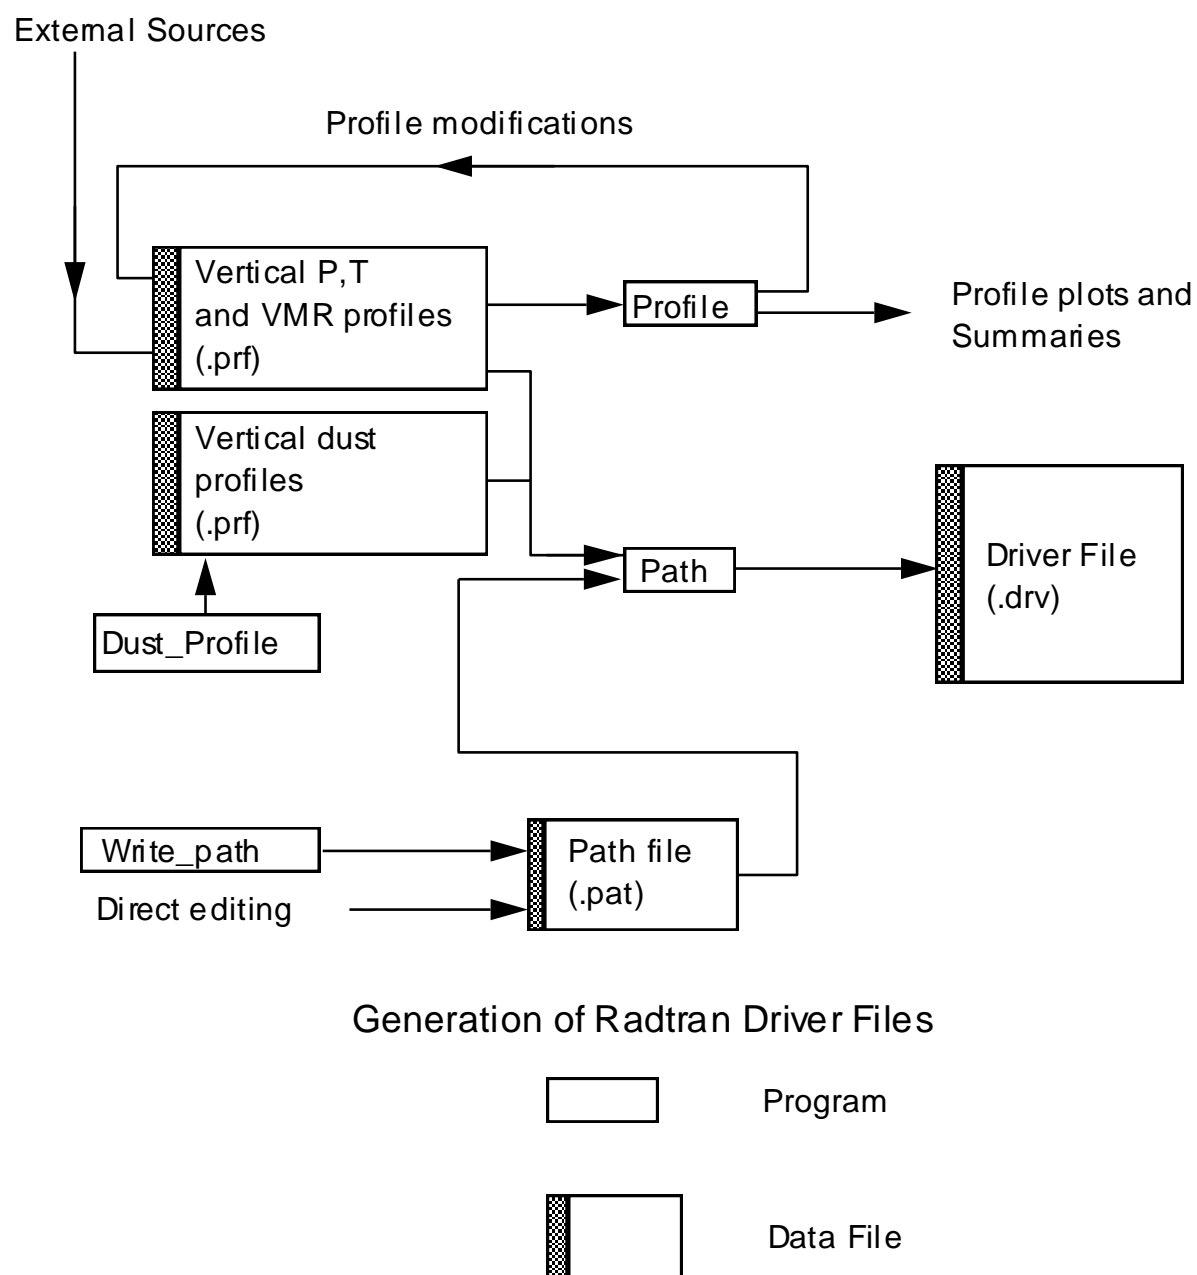 External Sources
Profile modifications
Vertical P,T
and VMR profiles
(.prf)
Profile
Profile plots and
Summaries
Vertical dust
profiles
(.prf)
Path
Driver File
(.drv)
Dust_Profile
Write_path
Direct editing
Path file
(.pat)
Generation of Radtran Driver Files
Program
Data File